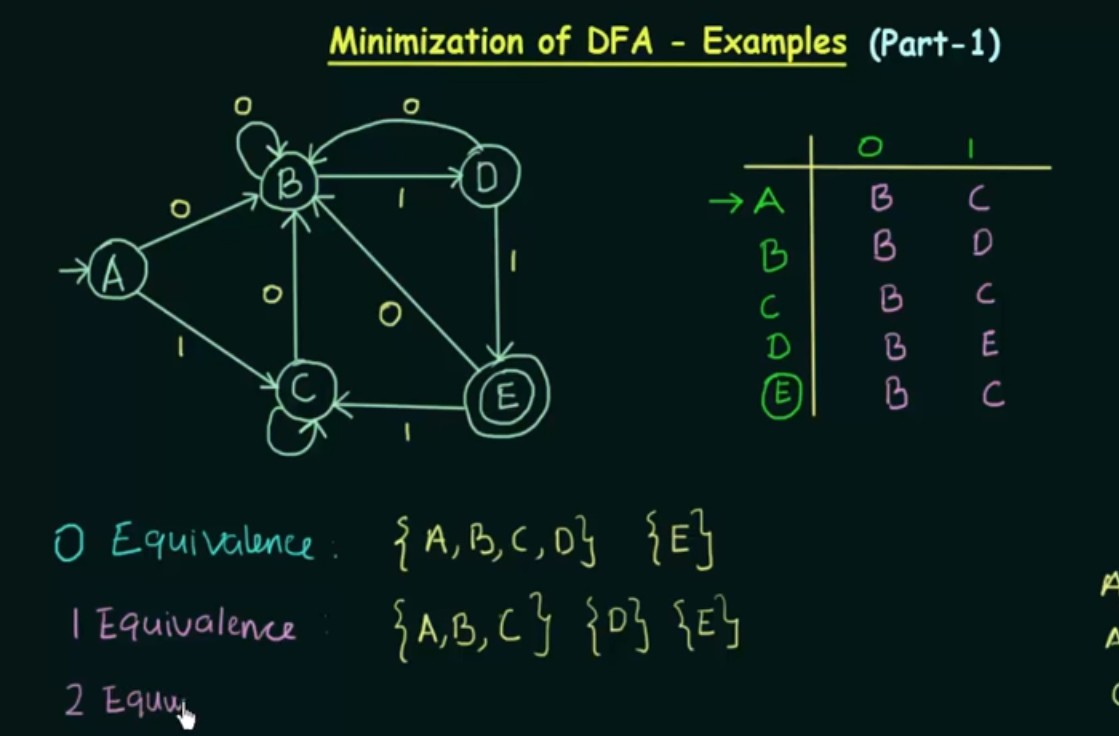 Minimization of DFA - Examples (Part-1)
0 0
B D
0 1
A
0 0 1
1
C E
1
0 1
→ A B C
B B D
C B C
D B E
E B C
0 Equivalence : {A, B, C, D} {E}
1 Equivalence : {A, B, C} {D} {E}
2 Equiv